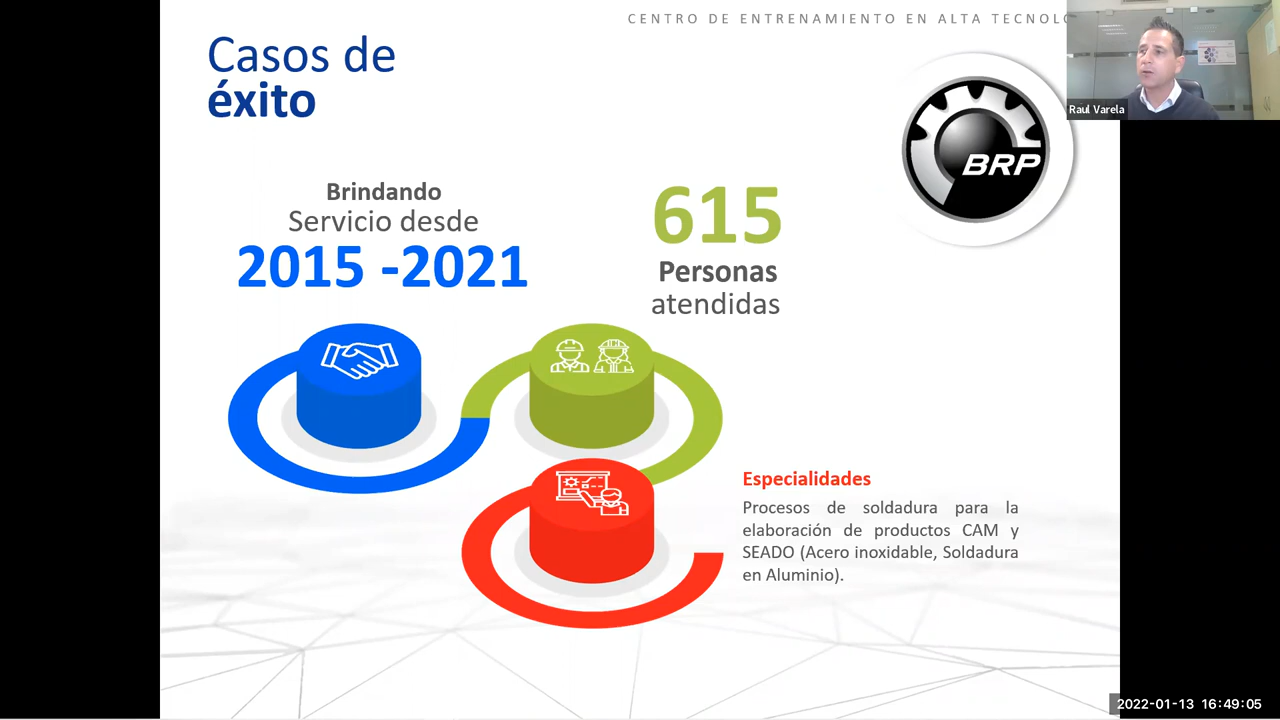 CENTRO DE ENTRENAMIENTO EN ALTA TECNOLO
Casos de
éxito
BRP
Raul Varela
Brindando
Servicio desde
2015 -2021
615
Personas
atendidas
Especialidades
Procesos de soldadura para la
elaboración de productos CAM y
SEADO (Acero inoxidable, Soldadura
en Aluminio).
2022-01-13 16:49:05